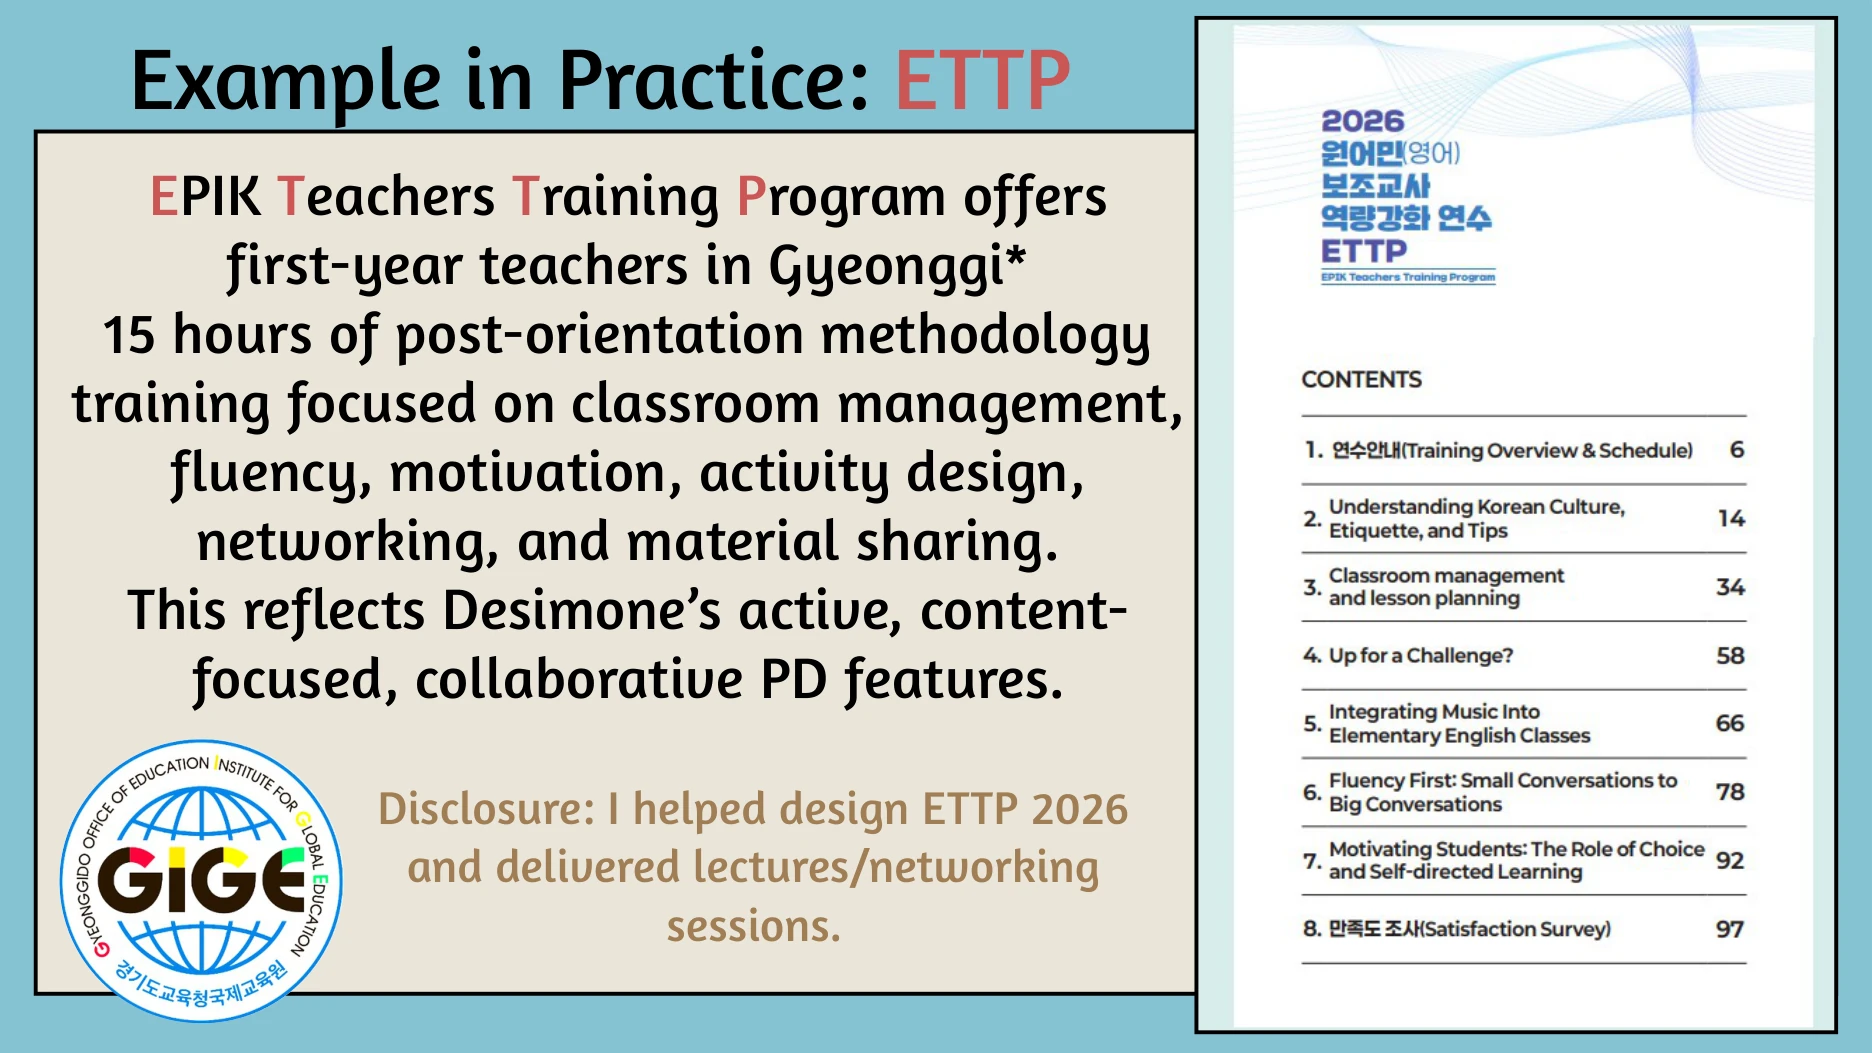 Example in Practice: ETTP
EPIK Teachers Training Program offers
first-year teachers in Gyeonggi*
15 hours of post-orientation methodology
training focused on classroom management,
fluency, motivation, activity design,
networking, and material sharing.
This reflects Desimone’s active, content-
focused, collaborative PD features.
Disclosure: I helped design ETTP 2026
and delivered lectures/networking
sessions.
GYEONGGIDO OFFICE OF EDUCATION INSTITUTE FOR GLOBAL EDUCATION
GIGE
경기도교육청국제교육원
2026
원어민(영어)
보조교사
역량강화 연수
ETTP
EPIK Teachers Training Program
CONTENTS
1. 연수안내(Training Overview & Schedule) 6
2. Understanding Korean Culture,
Etiquette, and Tips 14
3. Classroom management
and lesson planning 34
4. Up for a Challenge? 58
5. Integrating Music Into
Elementary English Classes 66
6. Fluency First: Small Conversations to
Big Conversations 78
7. Motivating Students: The Role of Choice
and Self-directed Learning 92
8. 만족도 조사(Satisfaction Survey) 97